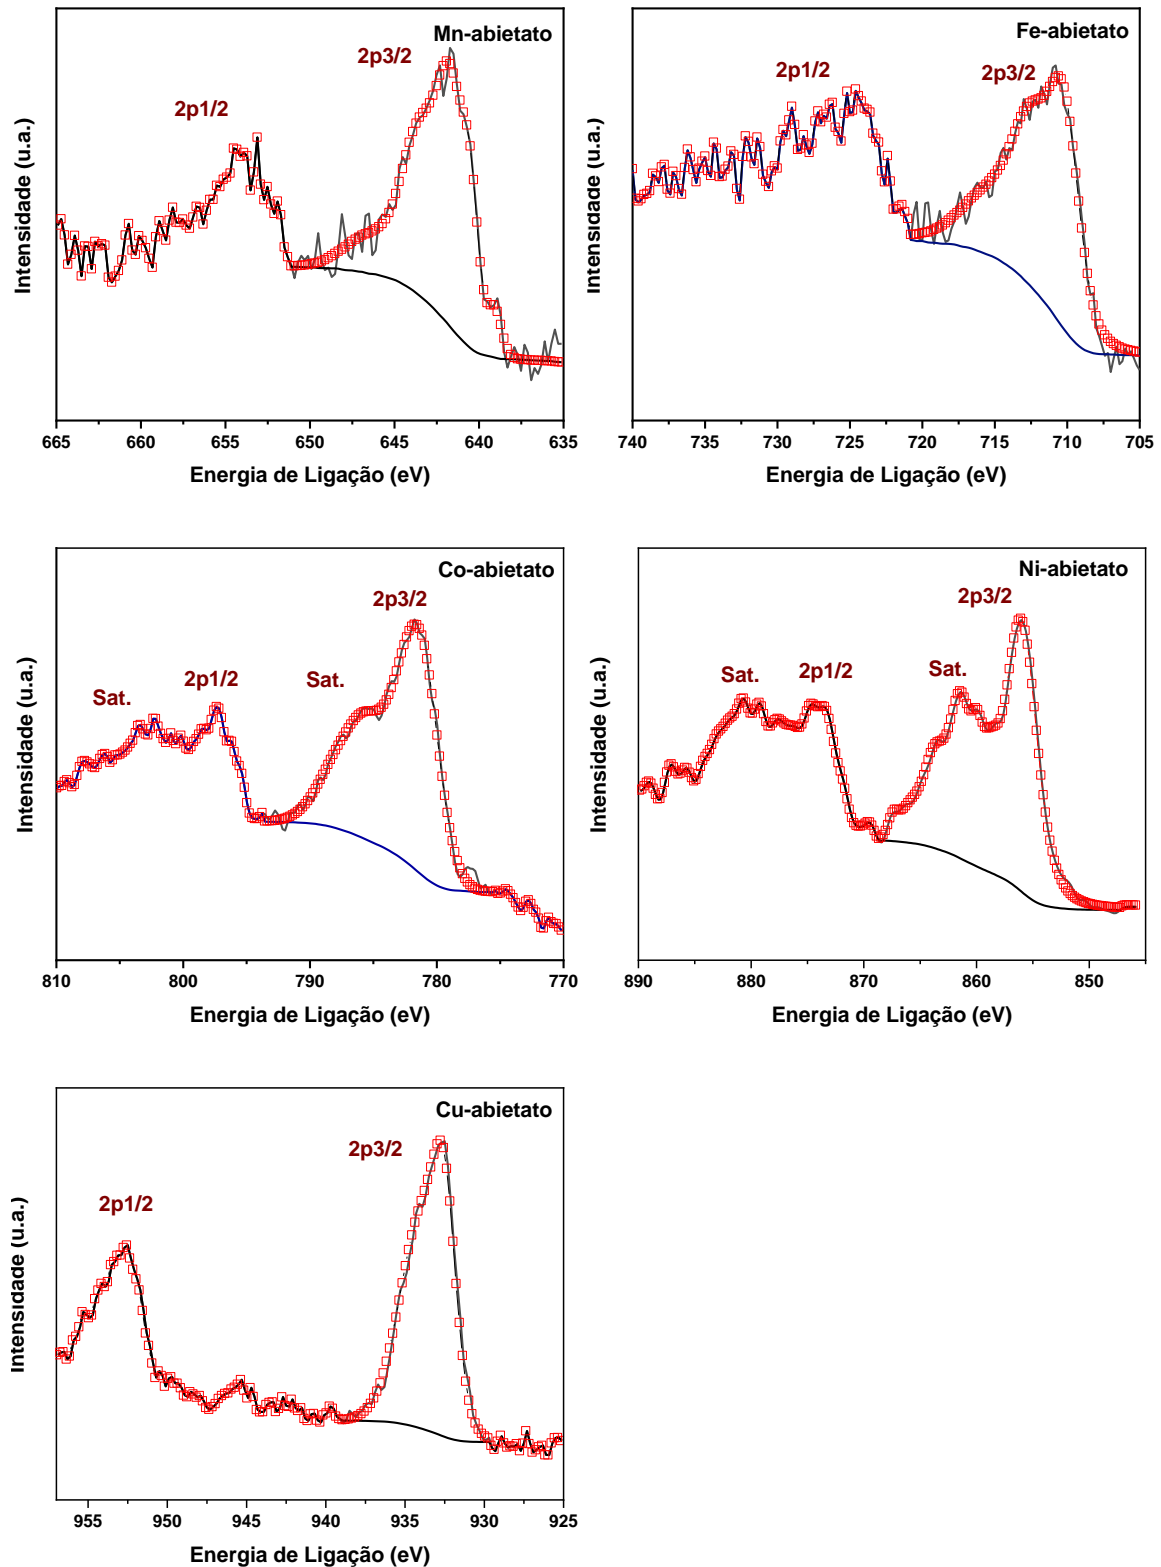 Mn-abietato
2p3/2
2p1/2
Intensidade (u.a.)
665 660 655 650 645 640 635
Energia de Ligação (eV)
Fe-abietato
2p3/2
2p1/2
Intensidade (u.a.)
740 735 730 725 720 715 710 705
Energia de Ligação (eV)
Co-abietato
2p3/2
Sat.
2p1/2
Sat.
Intensidade (u.a.)
810 800 790 780 770
Energia de Ligação (eV)
Ni-abietato
2p3/2
Sat.
2p1/2
Sat.
Intensidade (u.a.)
890 880 870 860 850
Energia de Ligação (eV)
Cu-abietato
2p3/2
2p1/2
Intensidade (u.a.)
955 950 945 940 935 930 925
Energia de Ligação (eV)